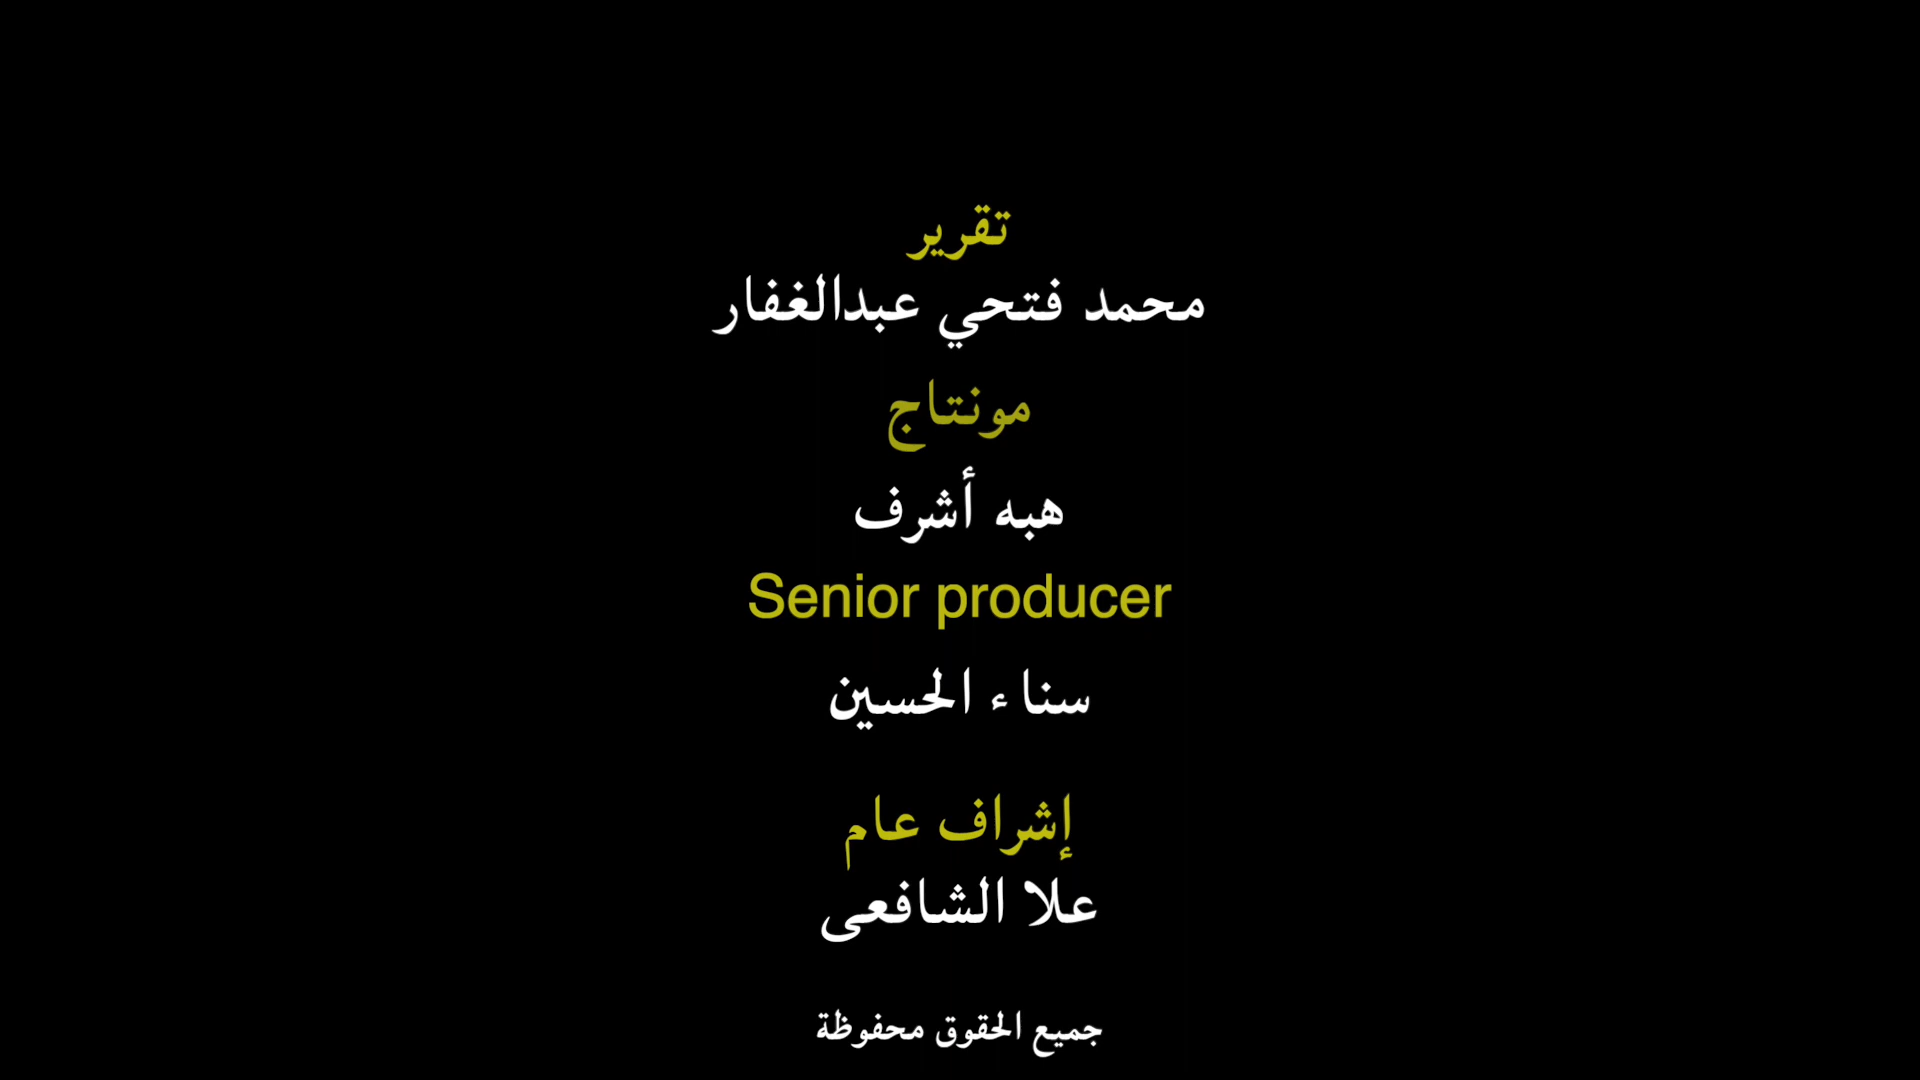 تقرير
محمد فتحي عبدالغفار
مونتاج
هبه أشرف
Senior producer
سناء الحسين
إشراف عام
علا الشافعى
جميع الحقوق محفوظة